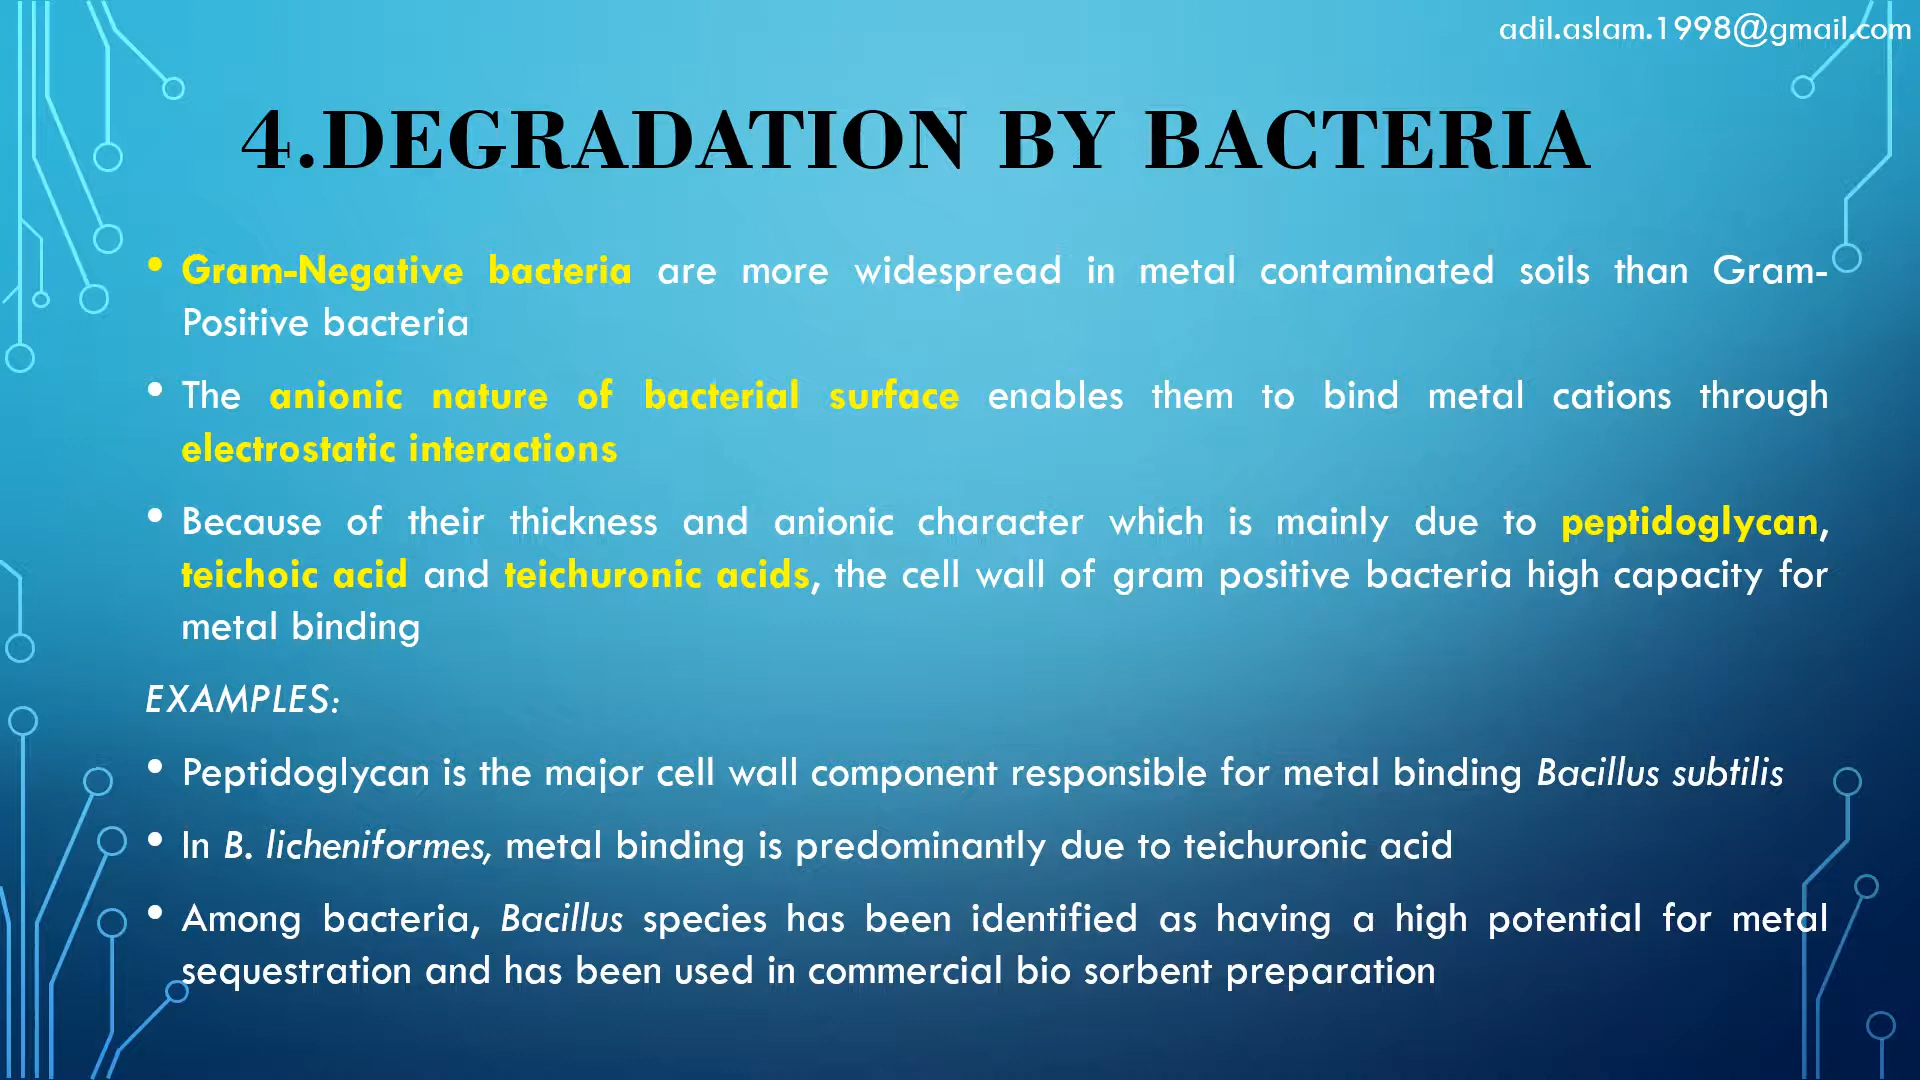 adil.aslam.1998@gmail.com
4.DEGRADATION BY BACTERIA
• Gram-Negative bacteria are more widespread in metal contaminated soils than Gram-
Positive bacteria
• The anionic nature of bacterial surface enables them to bind metal cations through
electrostatic interactions
• Because of their thickness and anionic character which is mainly due to peptidoglycan,
teichoic acid and teichuronic acids, the cell wall of gram positive bacteria high capacity for
metal binding
EXAMPLES:
• Peptidoglycan is the major cell wall component responsible for metal binding Bacillus subtilis
• In B. licheniformes, metal binding is predominantly due to teichuronic acid
• Among bacteria, Bacillus species has been identified as having a high potential for metal
sequestration and has been used in commercial bio sorbent preparation